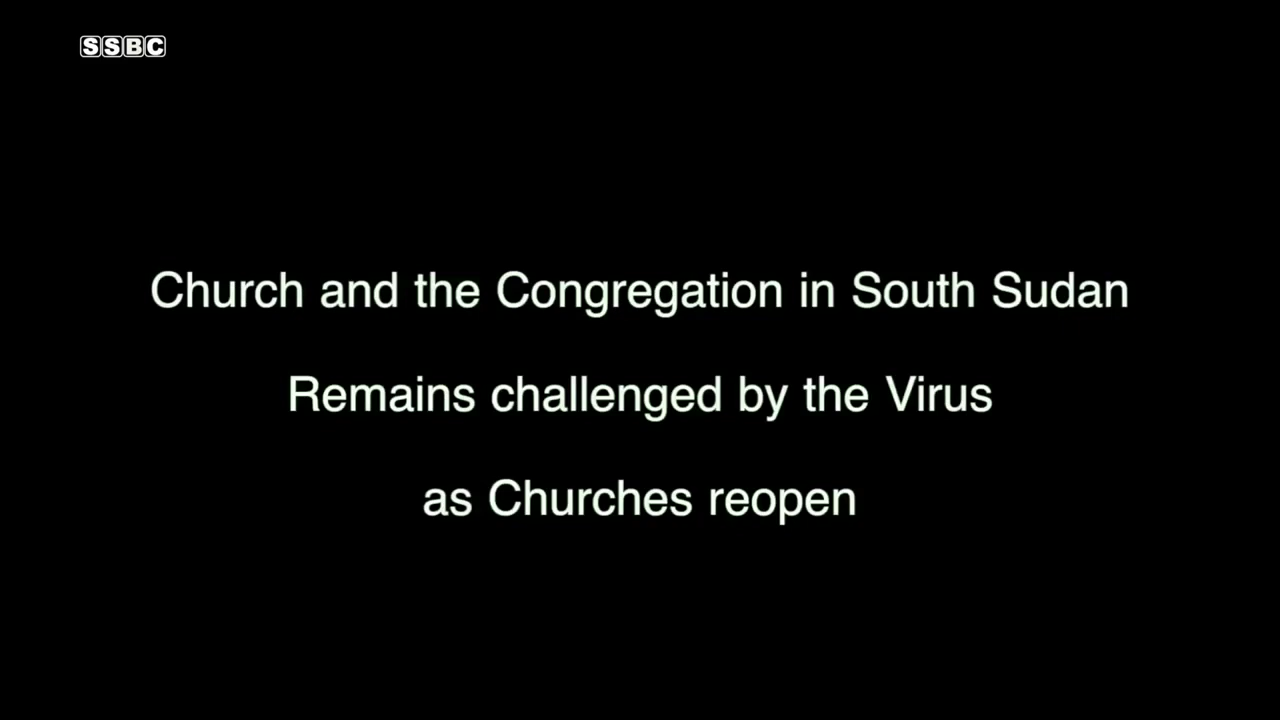 SSBC
Church and the Congregation in South Sudan
Remains challenged by the Virus
as Churches reopen